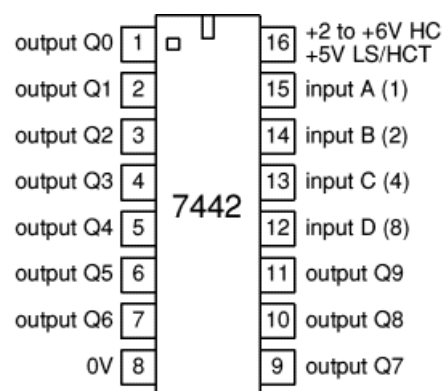 output Q0 1 16 +2 to +6V HC
+5V LS/HCT
output Q1 2 15 input A (1)
output Q2 3 14 input B (2)
output Q3 4 13 input C (4)
7442
output Q4 5 12 input D (8)
output Q5 6 11 output Q9
output Q6 7 10 output Q8
0V 8 9 output Q7